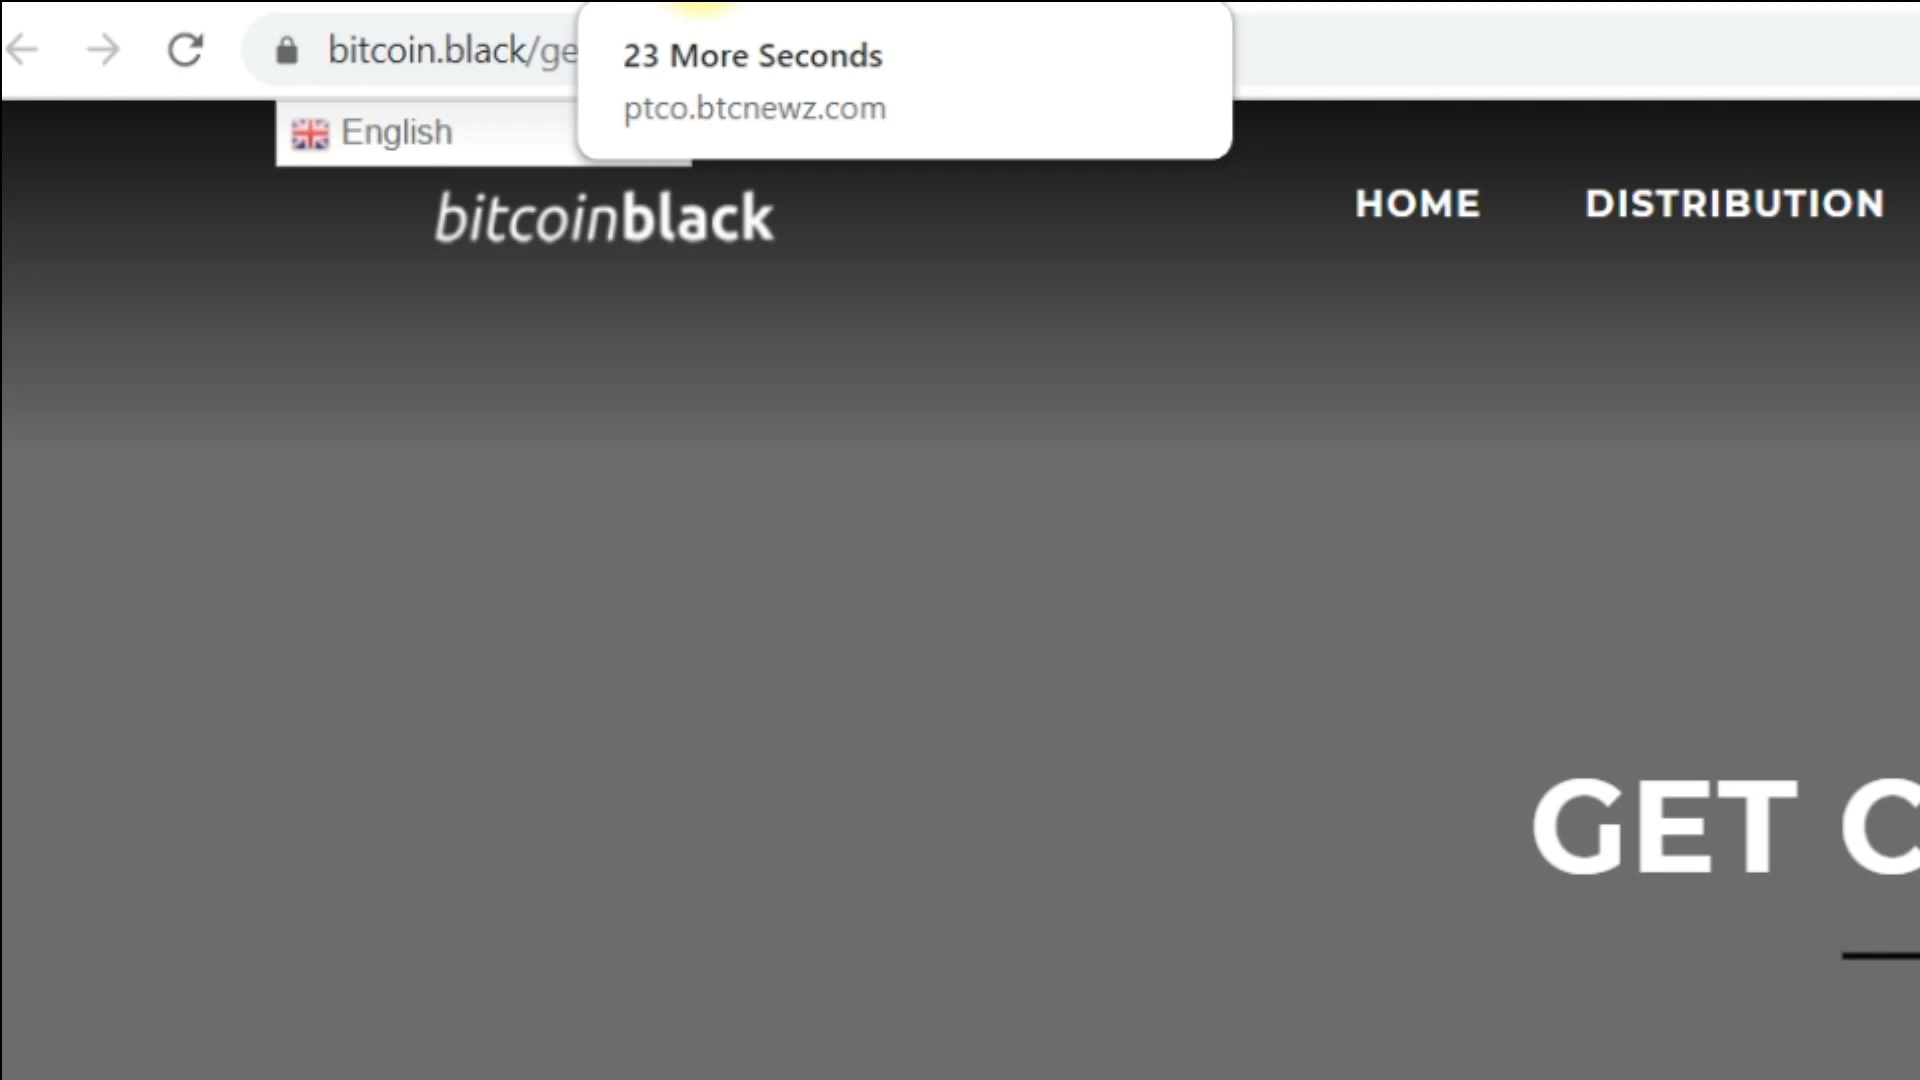 bitcoin.black/ge
23 More Seconds
ptco.btcnewz.com
English
bitcoinblack
HOME
DISTRIBUTION
GET C